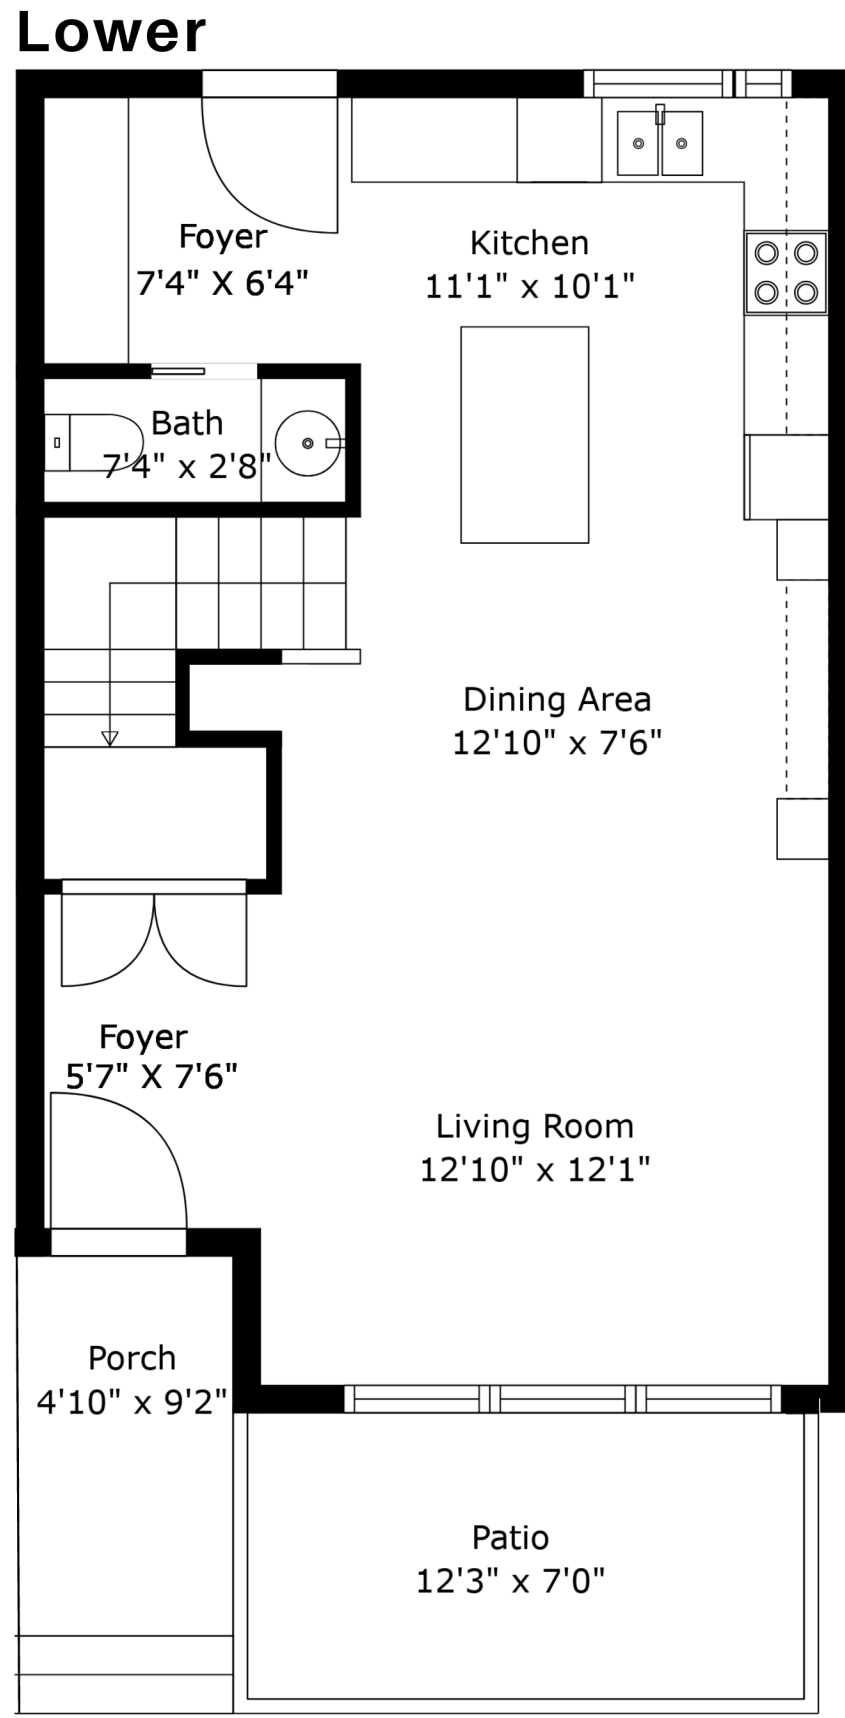 Lower
Foyer
7'4" X 6'4"
Kitchen
11'1" x 10'1"
Bath
7'4" x 2'8"
Dining Area
12'10" x 7'6"
Foyer
5'7" X 7'6"
Living Room
12'10" x 12'1"
Porch
4'10" x 9'2"
Patio
12'3" x 7'0"